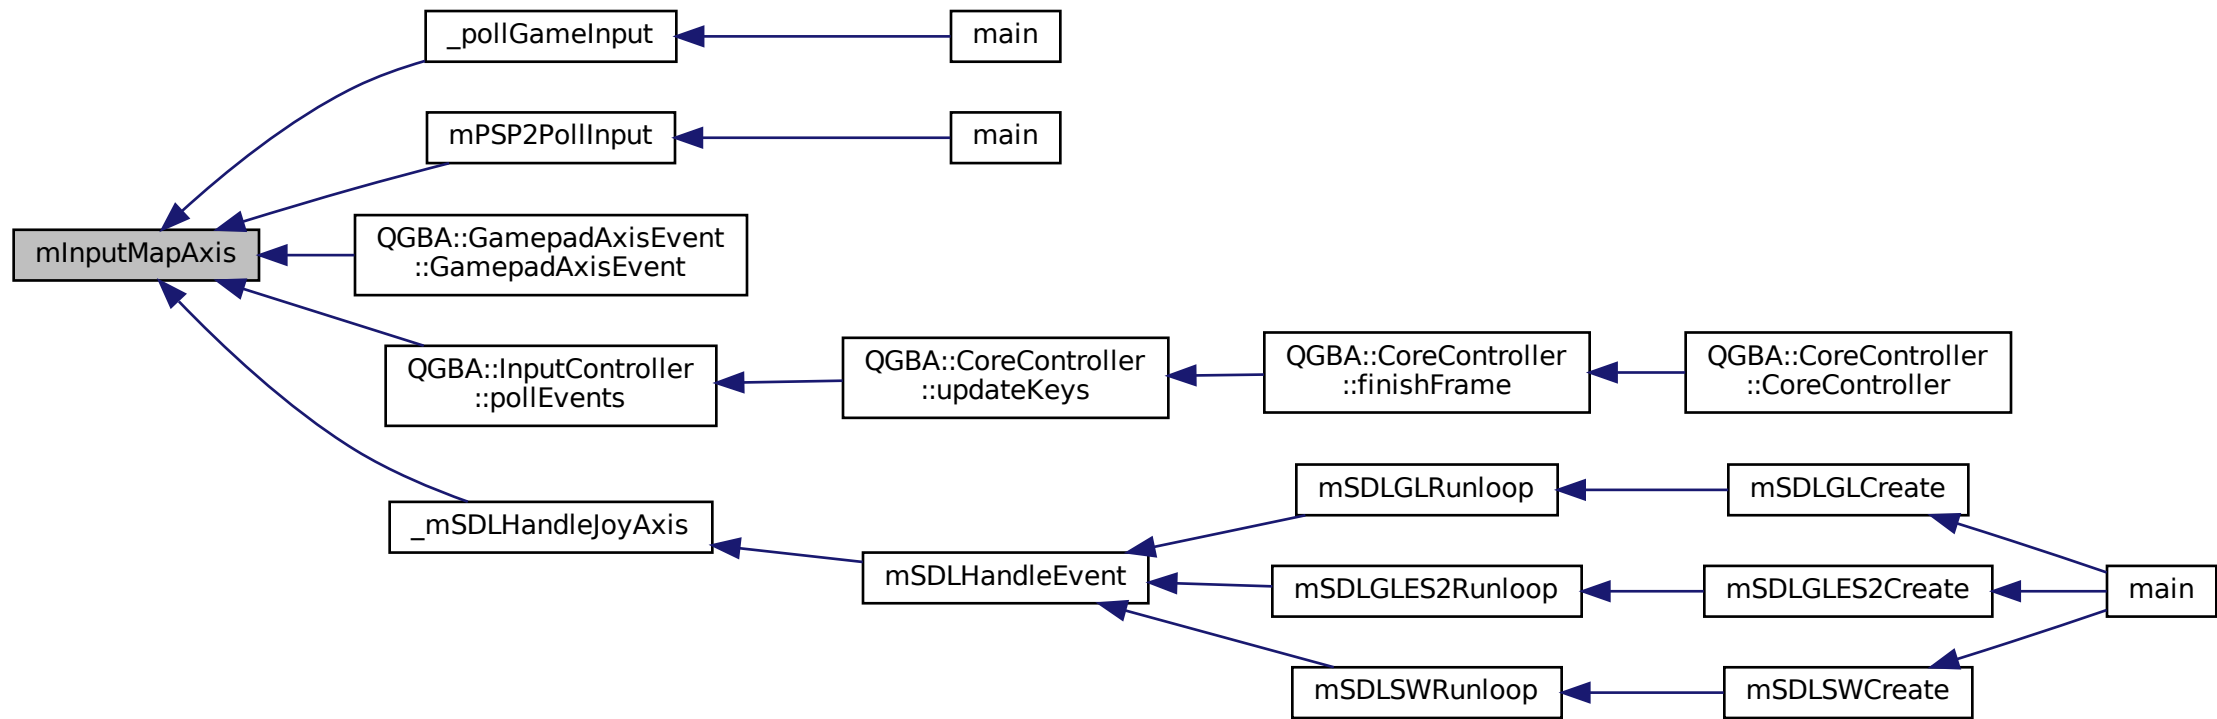 _pollGameInput
main
mPSP2PollInput
main
mInputMapAxis
QGBA::GamepadAxisEvent
::GamepadAxisEvent
QGBA::InputController
::pollEvents
QGBA::CoreController
::updateKeys
QGBA::CoreController
::finishFrame
QGBA::CoreController
::CoreController
_mSDLHandleJoyAxis
mSDLHandleEvent
mSDLGLRunloop
mSDLGLCreate
mSDLGLES2Runloop
mSDLGLES2Create
main
mSDLSWRunloop
mSDLSWCreate